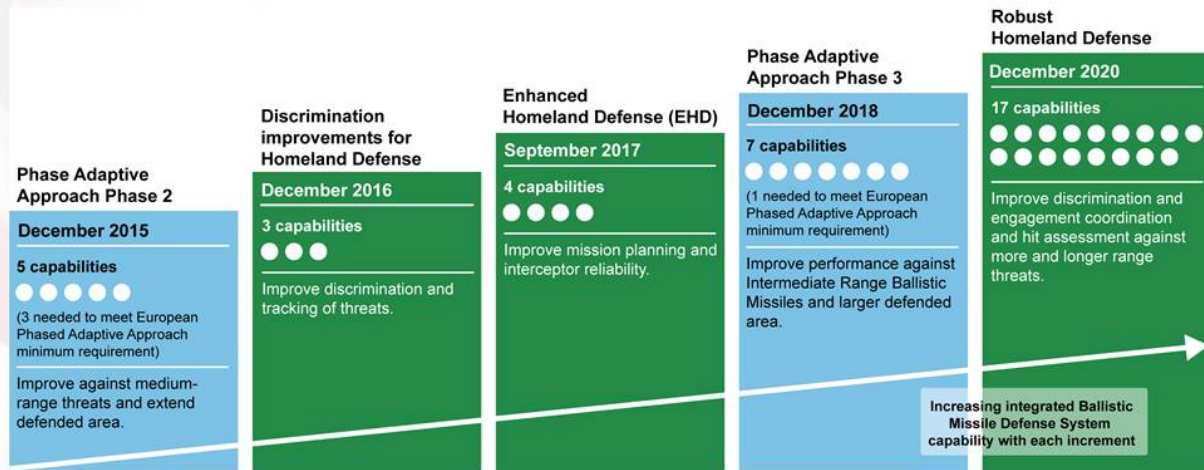 Phase Adaptive
Approach Phase 2
December 2015
5 capabilities
(3 needed to meet European
Phased Adaptive Approach
minimum requirement)
Improve against medium-
range threats and extend
defended area.
Discrimination
improvements for
Homeland Defense
December 2016
3 capabilities
Improve discrimination and
tracking of threats.
Enhanced
Homeland Defense (EHD)
September 2017
4 capabilities
Improve mission planning and
interceptor reliability.
Phase Adaptive
Approach Phase 3
December 2018
7 capabilities
(1 needed to meet European
Phased Adaptive Approach
minimum requirement)
Improve performance against
Intermediate Range Ballistic
Missiles and larger defended
area.
Robust
Homeland Defense
December 2020
17 capabilities
Improve discrimination and
engagement coordination
and hit assessment against
more and longer range
threats.
Increasing integrated Ballistic
Missile Defense System
capability with each increment